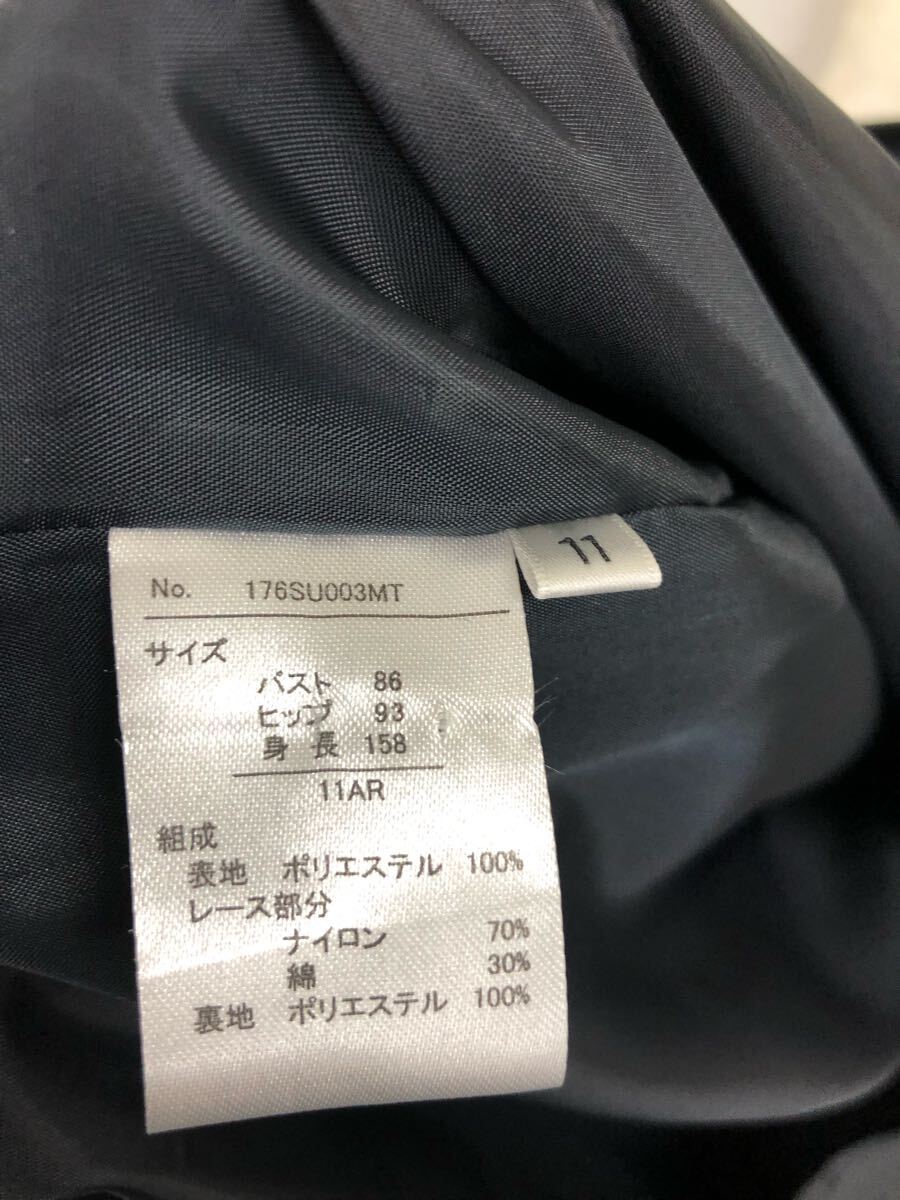 11
No. 176SU003MT
サイズ
バスト 86
ヒップ 93
身長 158
11AR
組成
表地 ポリエステル 100%
レース部分
ナイロン 70%
綿 30%
裏地 ポリエステル 100%